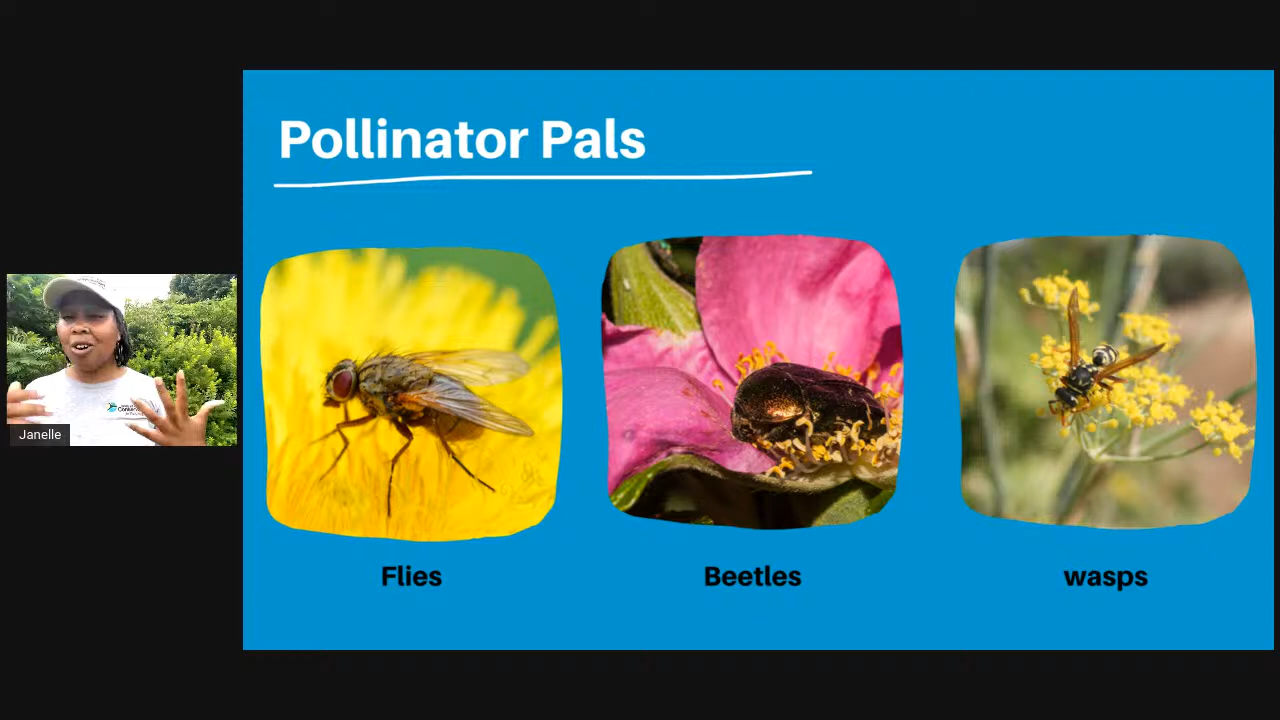 Pollinator Pals
Janelle
Flies
Beetles
wasps